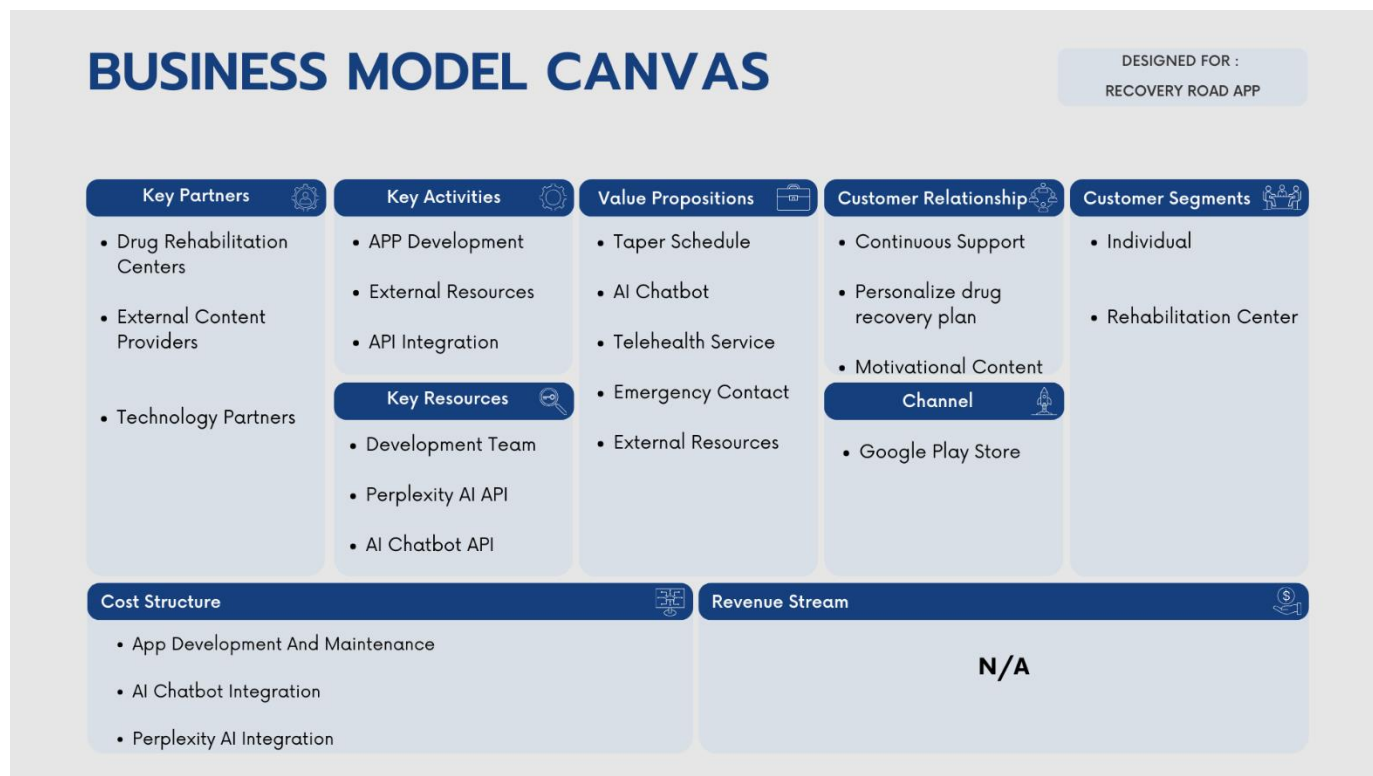 BUSINESS MODEL CANVAS
DESIGNED FOR :
RECOVERY ROAD APP
Key Partners
• Drug Rehabilitation
Centers
• External Content
Providers
• Technology Partners
Key Activities
• APP Development
• External Resources
• API Integration
Key Resources
• Development Team
• Perplexity AI API
• AI Chatbot API
Value Propositions
• Taper Schedule
• AI Chatbot
• Telehealth Service
• Emergency Contact
• External Resources
Customer Relationship
• Continuous Support
• Personalize drug
recovery plan
• Motivational Content
Channel
• Google Play Store
Customer Segments
• Individual
• Rehabilitation Center
Cost Structure
• App Development And Maintenance
• AI Chatbot Integration
• Perplexity AI Integration
Revenue Stream
N/A